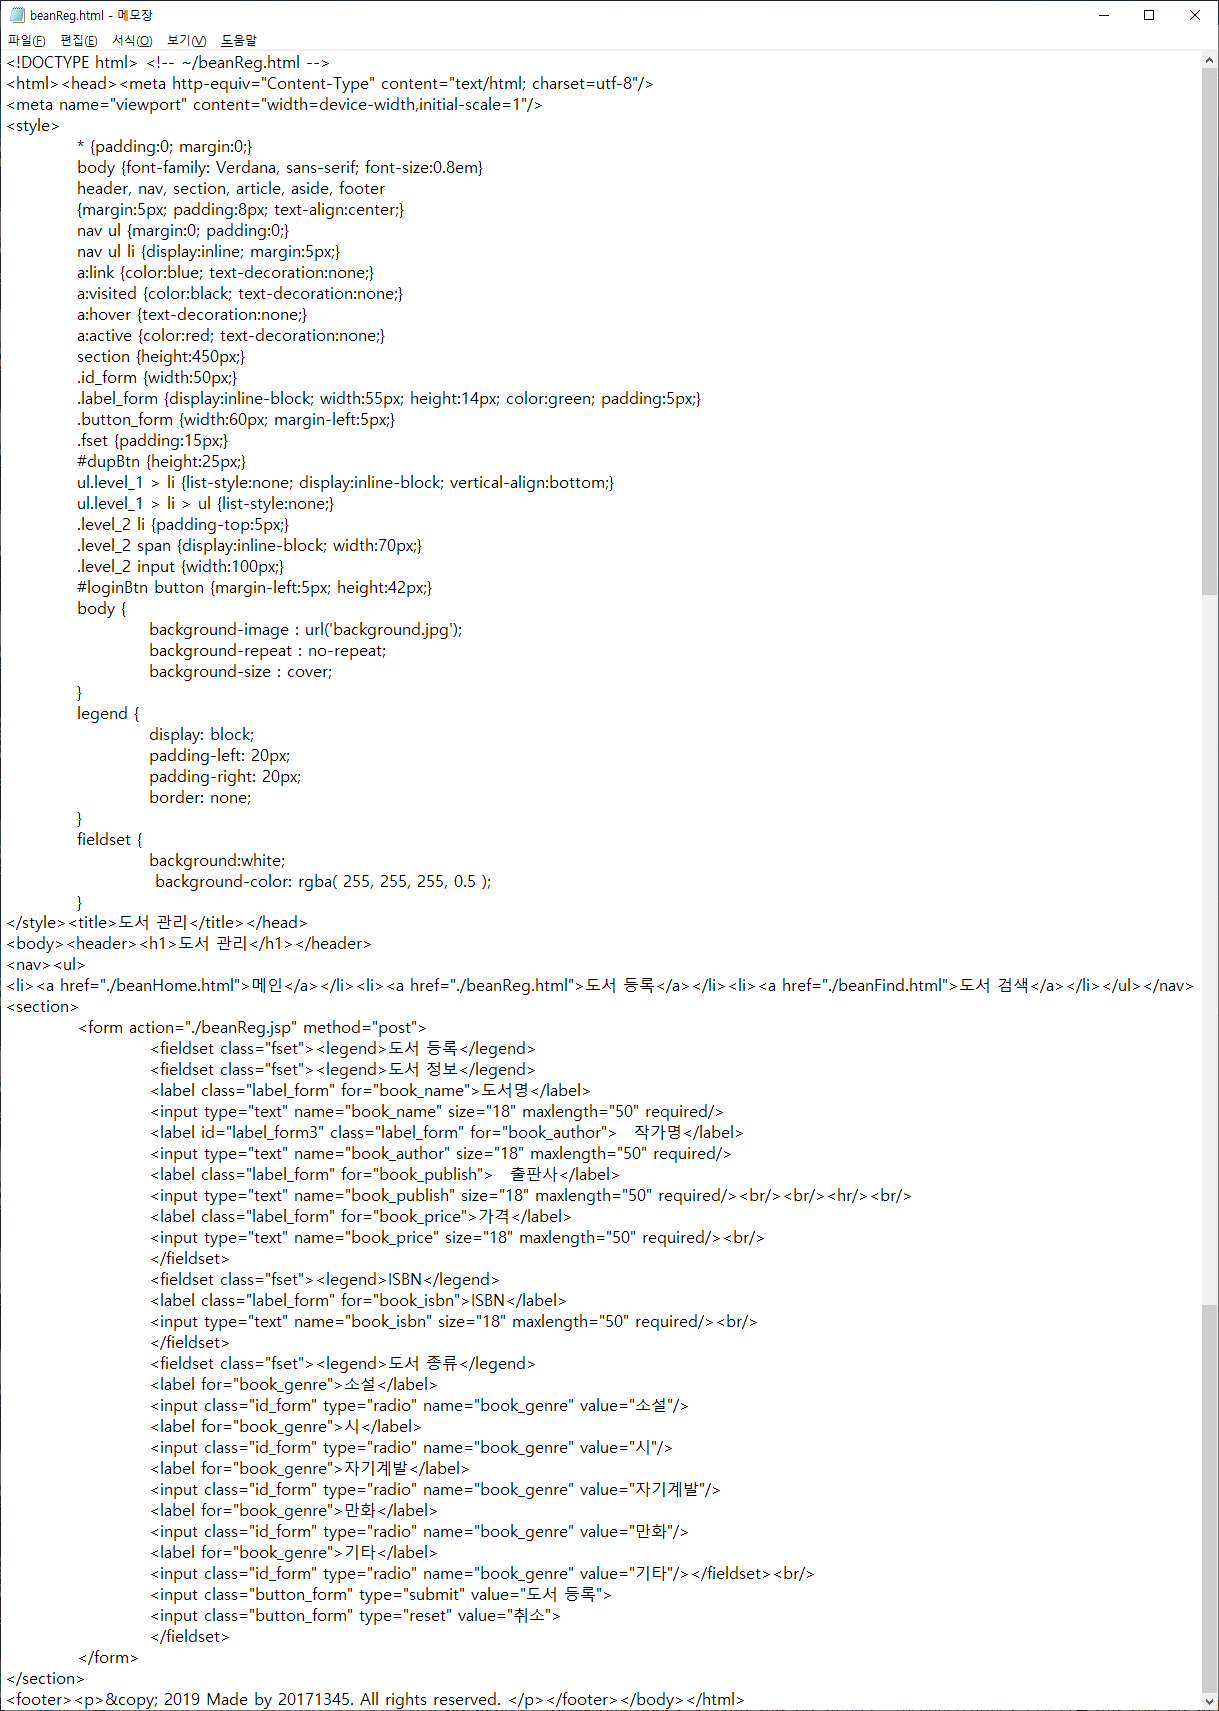 beanReg.html - 메모장
파일(F) 편집(E) 서식(O) 보기(V) 도움말
<!DOCTYPE html> <!-- ~/beanReg.html -->
<html><head><meta http-equiv="Content-Type" content="text/html; charset=utf-8"/>
<meta name="viewport" content="width=device-width,initial-scale=1"/>
<style>
* {padding:0; margin:0;}
body {font-family: Verdana, sans-serif; font-size:0.8em}
header, nav, section, article, aside, footer
{margin:5px; padding:8px; text-align:center;}
nav ul {margin:0; padding:0;}
nav ul li {display:inline; margin:5px;}
a:link {color:blue; text-decoration:none;}
a:visited {color:black; text-decoration:none;}
a:hover {text-decoration:none;}
a:active {color:red; text-decoration:none;}
section {height:450px;}
.id_form {width:50px;}
.label_form {display:inline-block; width:55px; height:14px; color:green; padding:5px;}
.button_form {width:60px; margin-left:5px;}
.fset {padding:15px;}
#dupBtn {height:25px;}
ul.level_1 > li {list-style:none; display:inline-block; vertical-align:bottom;}
ul.level_1 > li > ul {list-style:none;}
.level_2 li {padding-top:5px;}
.level_2 span {display:inline-block; width:70px;}
.level_2 input {width:100px;}
#loginBtn button {margin-left:5px; height:42px;}
body {
background-image : url('background.jpg');
background-repeat : no-repeat;
background-size : cover;
}
legend {
display: block;
padding-left: 20px;
padding-right: 20px;
border: none;
}
fieldset {
background:white;
background-color: rgba( 255, 255, 255, 0.5 );
}
</style><title>도서 관리</title></head>
<body><header><h1>도서 관리</h1></header>
<nav><ul>
<li><a href="./beanHome.html">메인</a></li><li><a href="./beanReg.html">도서 등록</a></li><li><a href="./beanFind.html">도서 검색</a></li></ul></nav>
<section>
<form action="./beanReg.jsp" method="post">
<fieldset class="fset"><legend>도서 등록</legend>
<fieldset class="fset"><legend>도서 정보</legend>
<label class="label_form" for="book_name">도서명</label>
<input type="text" name="book_name" size="18" maxlength="50" required/>
<label id="label_form3" class="label_form" for="book_author">　작가명</label>
<input type="text" name="book_author" size="18" maxlength="50" required/>
<label class="label_form" for="book_publish">　출판사</label>
<input type="text" name="book_publish" size="18" maxlength="50" required/><br/><br/><hr/><br/>
<label class="label_form" for="book_price">가격</label>
<input type="text" name="book_price" size="18" maxlength="50" required/><br/>
</fieldset>
<fieldset class="fset"><legend>ISBN</legend>
<label class="label_form" for="book_isbn">ISBN</label>
<input type="text" name="book_isbn" size="18" maxlength="50" required/><br/>
</fieldset>
<fieldset class="fset"><legend>도서 종류</legend>
<label for="book_genre">소설</label>
<input class="id_form" type="radio" name="book_genre" value="소설"/>
<label for="book_genre">시</label>
<input class="id_form" type="radio" name="book_genre" value="시"/>
<label for="book_genre">자기계발</label>
<input class="id_form" type="radio" name="book_genre" value="자기계발"/>
<label for="book_genre">만화</label>
<input class="id_form" type="radio" name="book_genre" value="만화"/>
<label for="book_genre">기타</label>
<input class="id_form" type="radio" name="book_genre" value="기타"/></fieldset><br/>
<input class="button_form" type="submit" value="도서 등록">
<input class="button_form" type="reset" value="취소">
</fieldset>
</form>
</section>
<footer><p>&copy; 2019 Made by 20171345. All rights reserved. </p></footer></body></html>